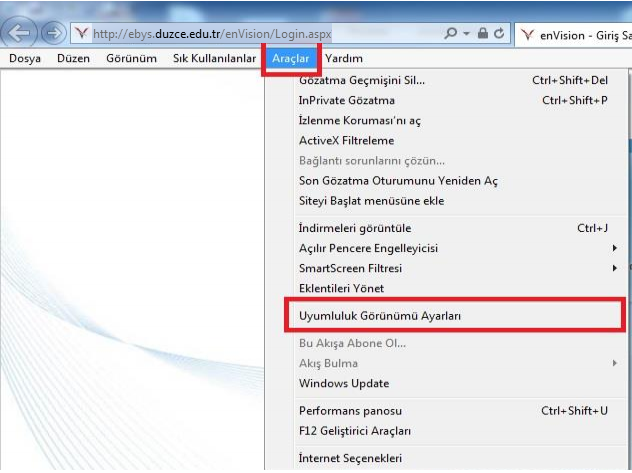 http://ebys.duzce.edu.tr/enVision/Login.aspx
enVision - Giriş Sa
Dosya Düzen Görünüm Sık Kullanılanlar Araçlar Yardım
Gözatma Geçmişini Sil... Ctrl+Shift+Del
InPrivate Gözatma Ctrl+Shift+P
İzlenme Koruması'nı aç
ActiveX Filtreleme
Bağlantı sorunlarını çözün...
Son Gözatma Oturumunu Yeniden Aç
Siteyi Başlat menüsüne ekle
İndirmeleri görüntüle Ctrl+J
Açılır Pencere Engelleyicisi
SmartScreen Filtresi
Eklentileri Yönet
Uyumluluk Görünümü Ayarları
Bu Akışa Abone Ol...
Akış Bulma
Windows Update
Performans panosu Ctrl+Shift+U
F12 Geliştirici Araçları
İnternet Seçenekleri